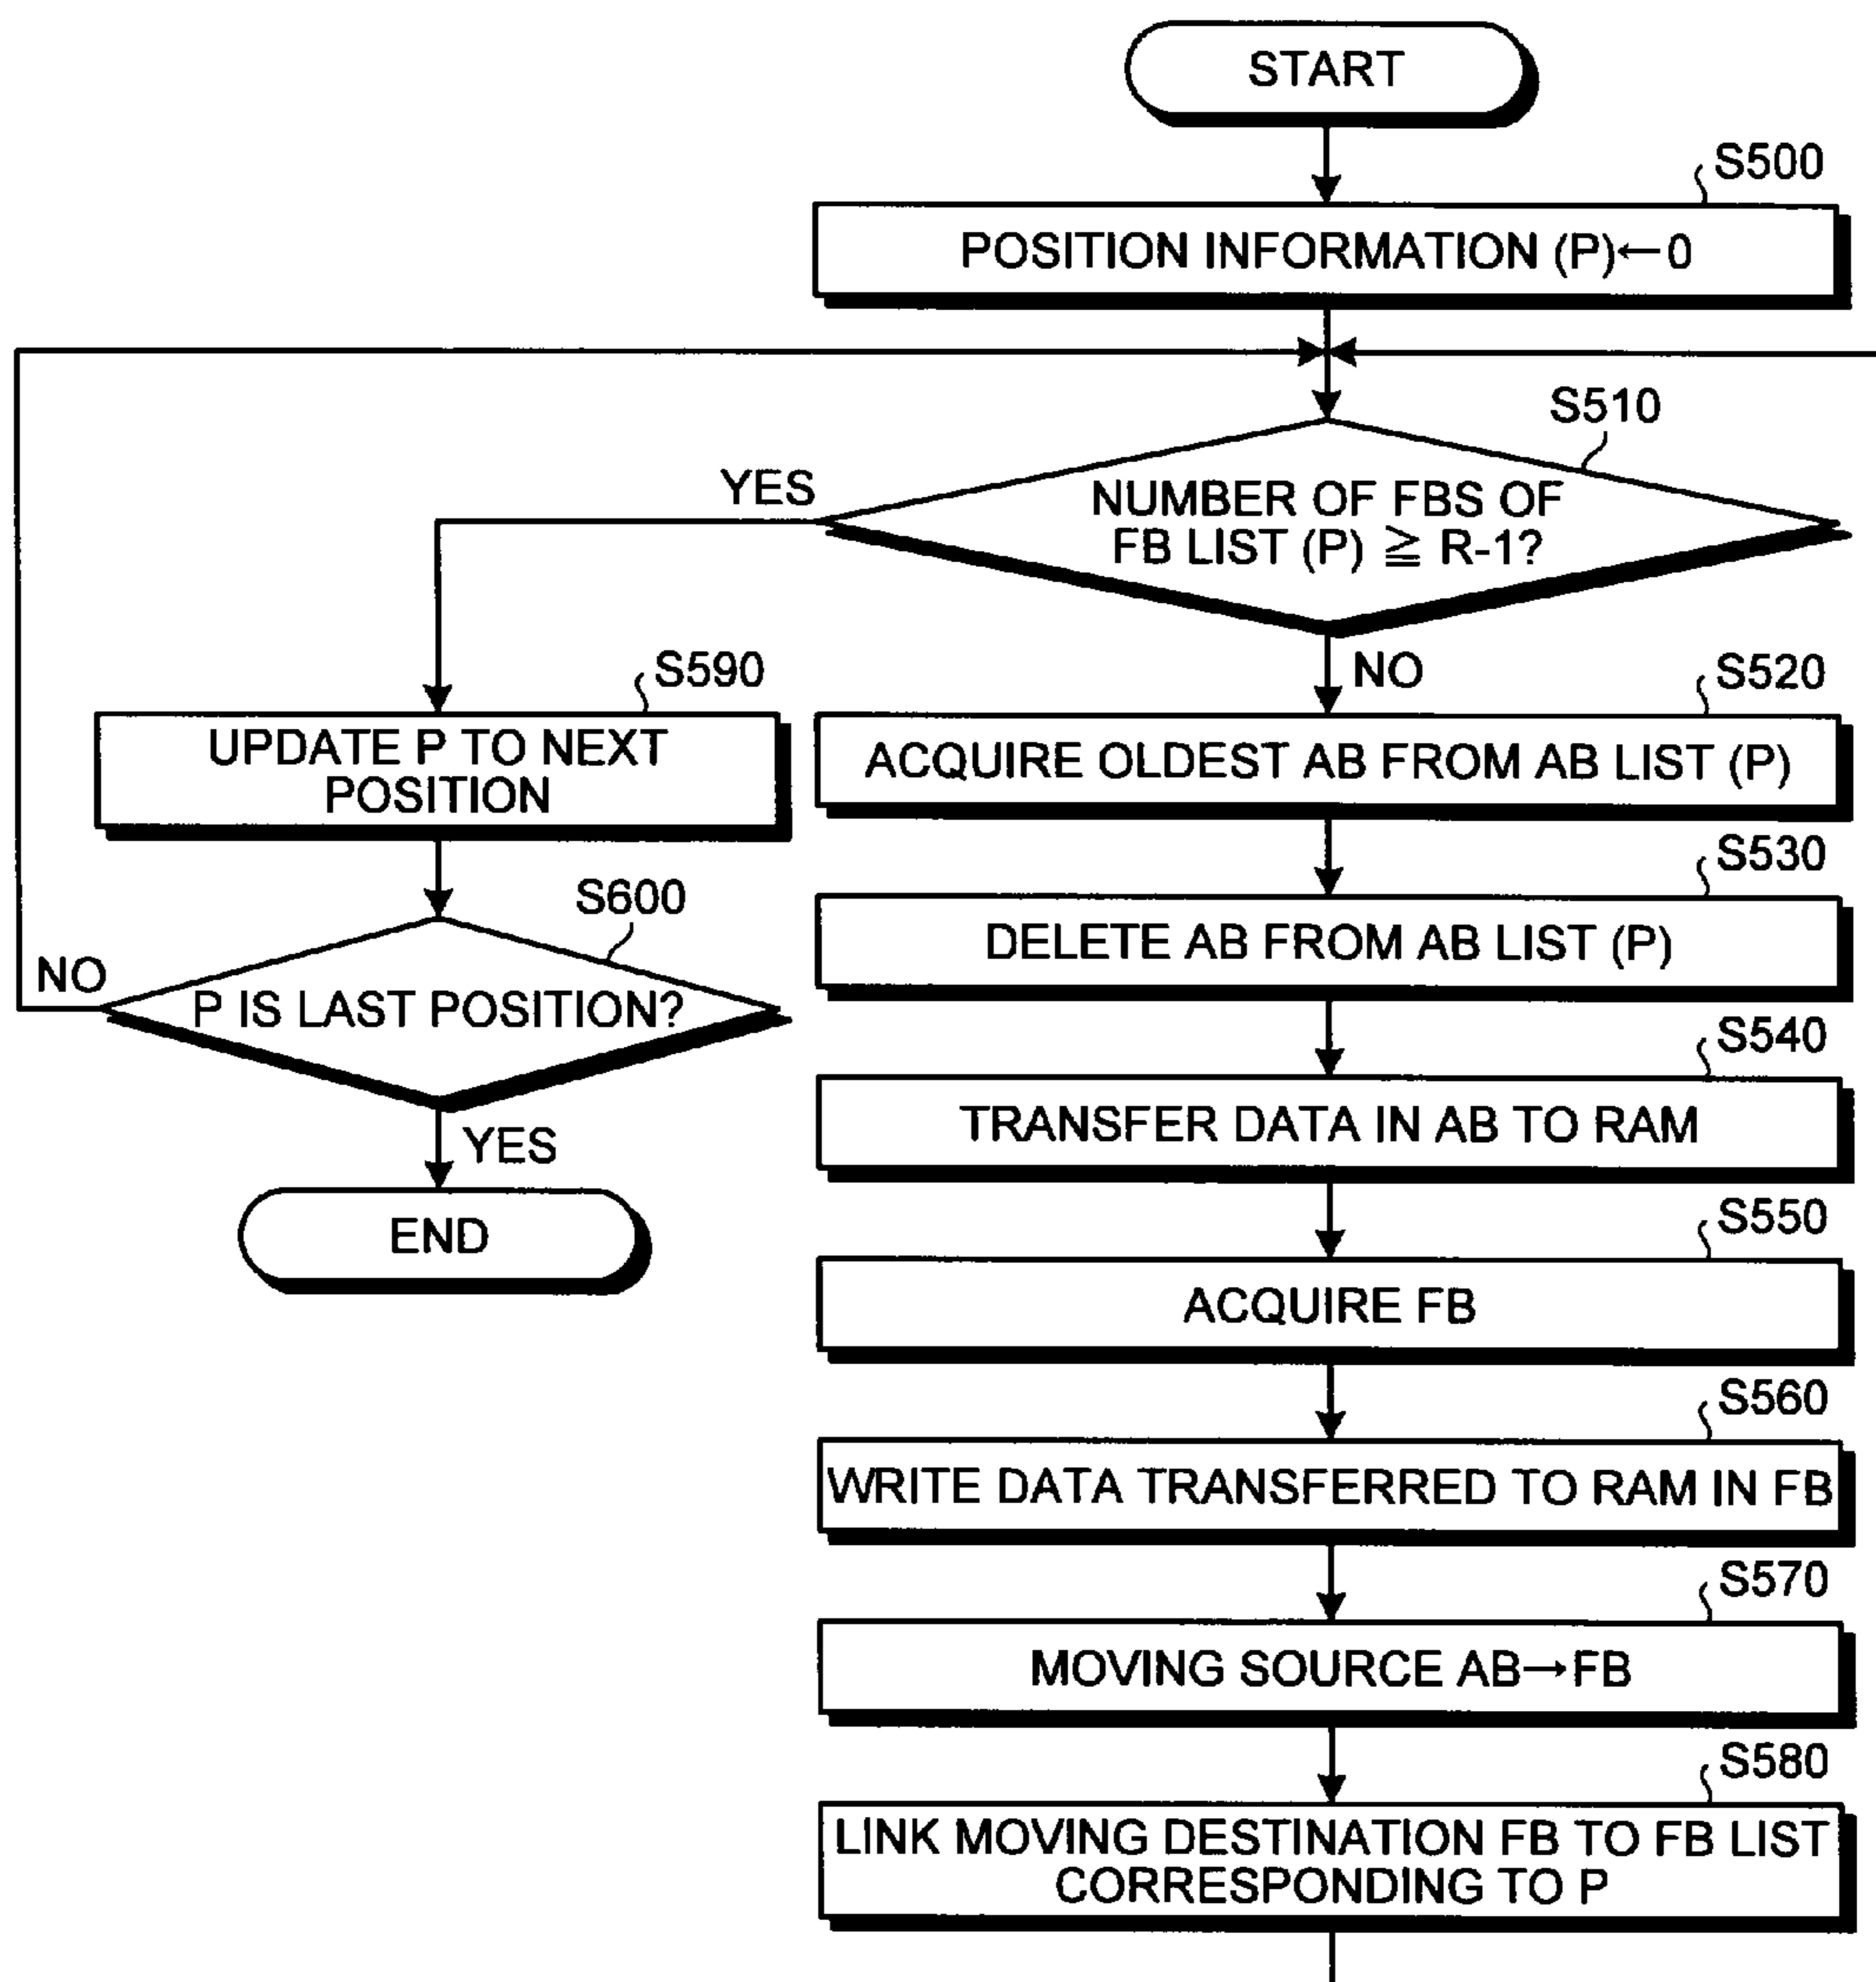 START
S500
POSITION INFORMATION (P)←0
S510
YES
NUMBER OF FBS OF
FB LIST (P) ≧ R-1?
NO
S590
UPDATE P TO NEXT
POSITION
S520
ACQUIRE OLDEST AB FROM AB LIST (P)
S530
DELETE AB FROM AB LIST (P)
S600
NO
P IS LAST POSITION?
YES
END
S540
TRANSFER DATA IN AB TO RAM
S550
ACQUIRE FB
S560
WRITE DATA TRANSFERRED TO RAM IN FB
S570
MOVING SOURCE AB→FB
S580
LINK MOVING DESTINATION FB TO FB LIST
CORRESPONDING TO P